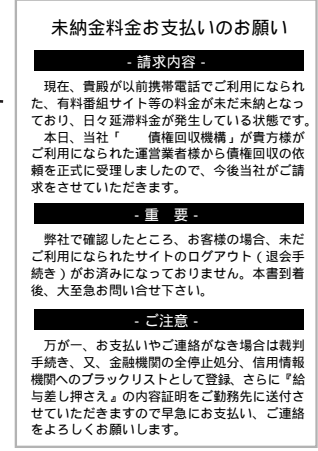 未納金料金お支払いのお願い
- 請求内容 -
現在、貴殿が以前携帯電話でご利用になられ
た、有料番組サイト等の料金が未だ未納となっ
ており、日々延滞料金が発生している状態です。
本日、当社「　　債権回収機構」が貴方様が
ご利用になられた運営業者様から債権回収の依
頼を正式に受理しましたので、今後当社がご請
求をさせていただきます。
- 重　要 -
弊社で確認したところ、お客様の場合、未だ
ご利用になられたサイトのログアウト（退会手
続き）がお済みになっておりません。本書到着
後、大至急お問い合せ下さい。
- ご注意 -
万が一、お支払いやご連絡がなき場合は裁判
手続き、又、金融機関の全停止処分、信用情報
機関へのブラックリストとして登録、さらに『給
与差し押さえ』の内容証明をご勤務先に送付さ
せていただきますので早急にお支払い、ご連絡
をよろしくお願いします。